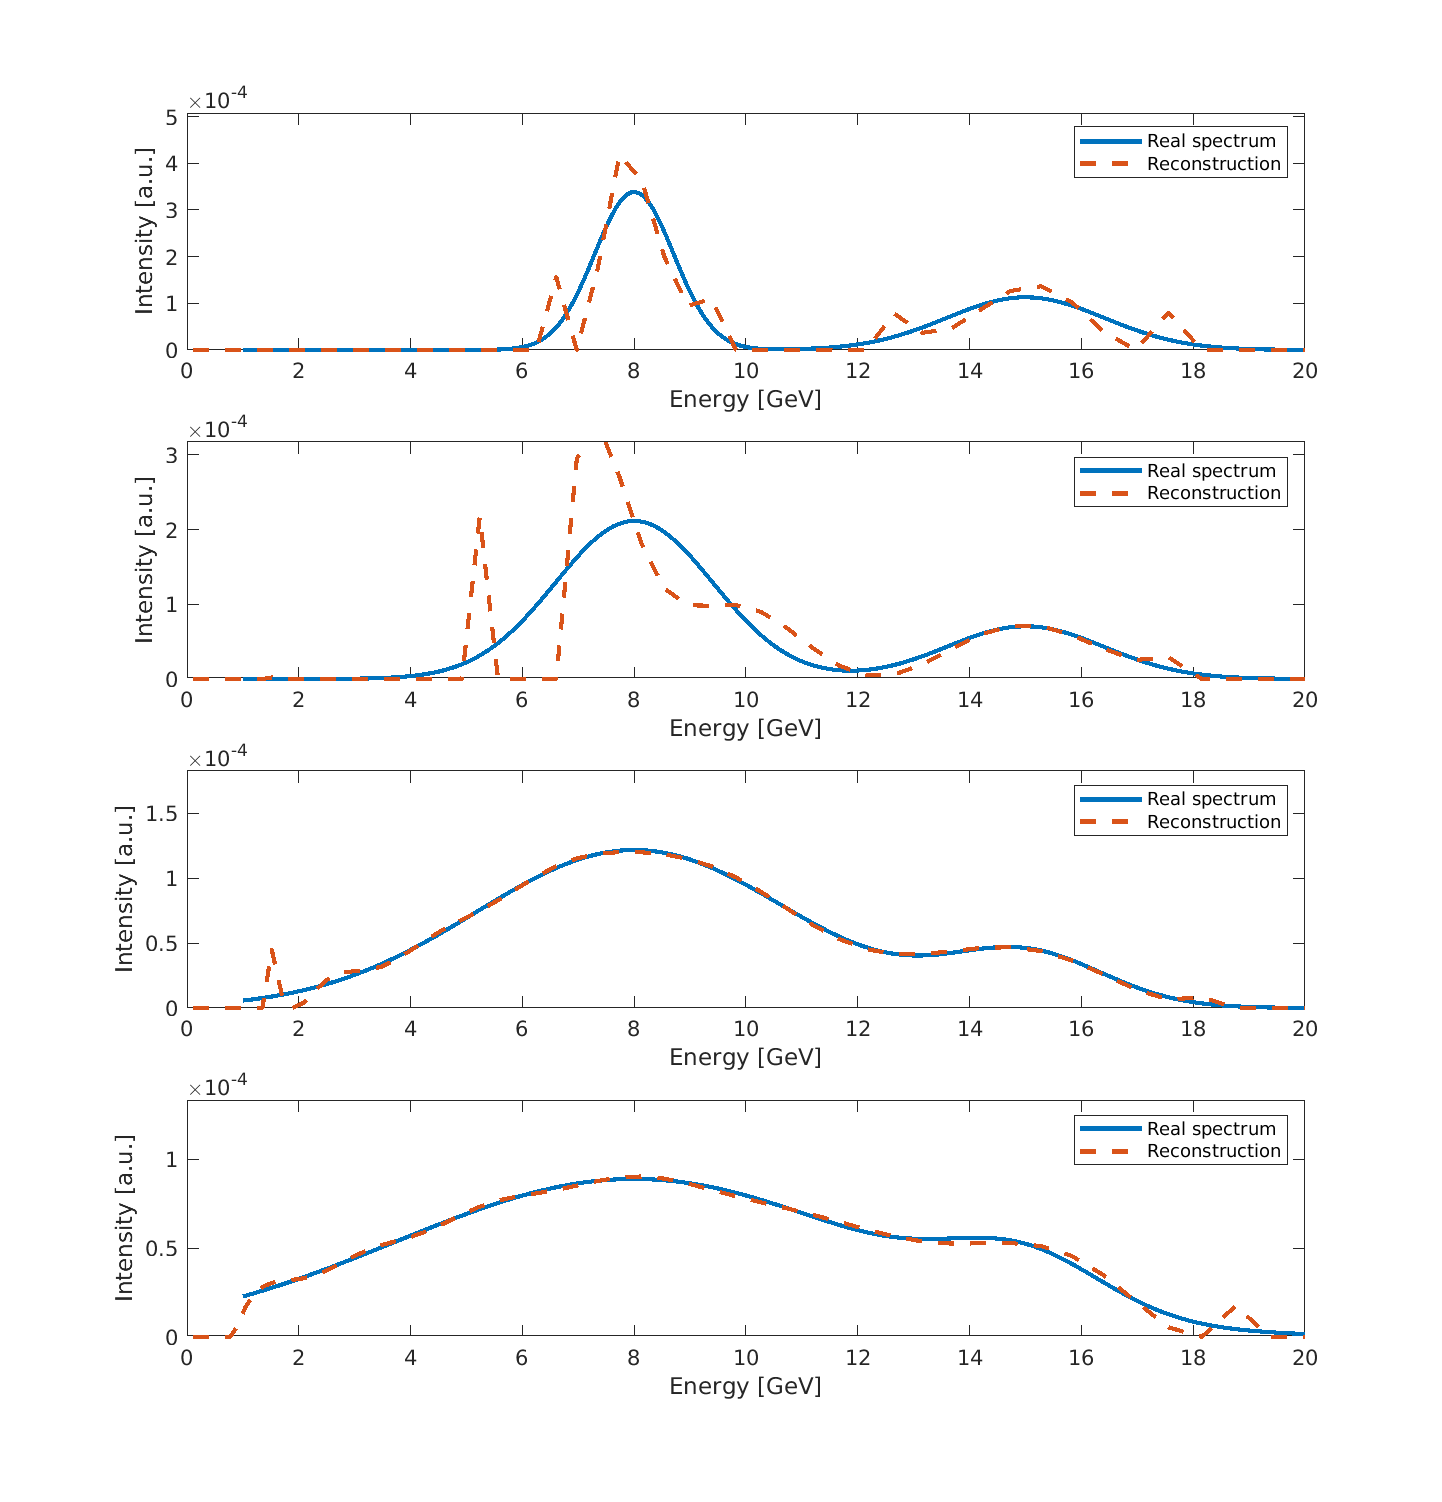 ×10-4
5
4
3
2
1
0
Intensity [a.u.]
Real spectrum
Reconstruction
0 2 4 6 8 10 12 14 16 18 20
Energy [GeV]
×10-4
3
2
1
0
Intensity [a.u.]
Real spectrum
Reconstruction
0 2 4 6 8 10 12 14 16 18 20
Energy [GeV]
×10-4
1.5
1
0.5
0
Intensity [a.u.]
Real spectrum
Reconstruction
0 2 4 6 8 10 12 14 16 18 20
Energy [GeV]
×10-4
1
0.5
0
Intensity [a.u.]
Real spectrum
Reconstruction
0 2 4 6 8 10 12 14 16 18 20
Energy [GeV]